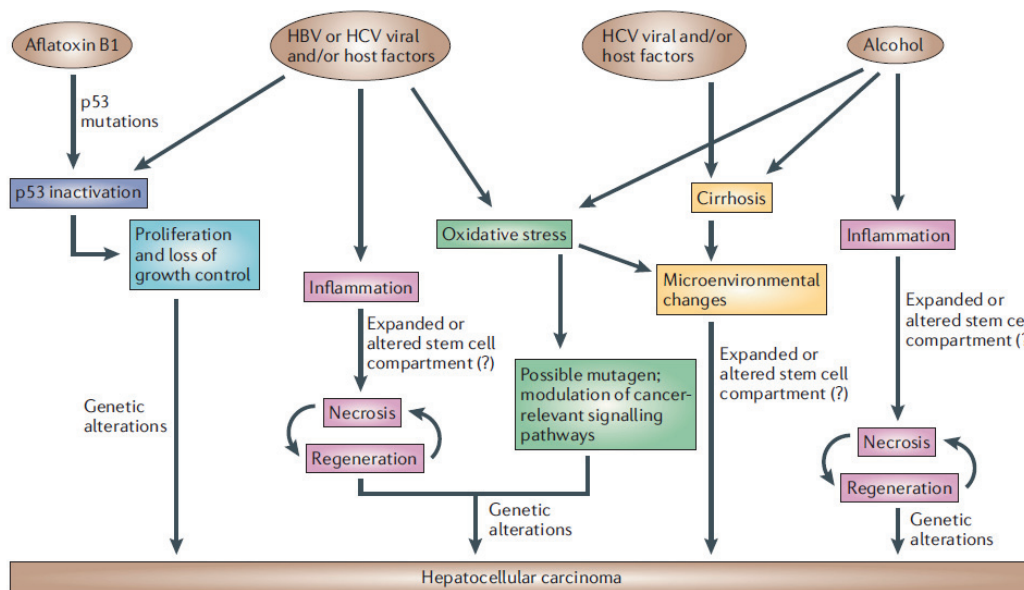 Aflatoxin B1
HBV or HCV viral
and/or host factors
HCV viral and/or
host factors
Alcohol
p53
mutations
p53 inactivation
Cirrhosis
Proliferation
and loss of
growth control
Oxidative stress
Inflammation
Inflammation
Microenvironmental
changes
Expanded or
altered stem cell
compartment (?)
Expanded or
altered stem ce
compartment (?
Expanded or
altered stem cell
compartment (?)
Possible mutagen;
modulation of cancer-
relevant signalling
pathways
Genetic
alterations
Necrosis
Regeneration
Necrosis
Regeneration
Genetic
alterations
Genetic
alterations
Hepatocellular carcinoma